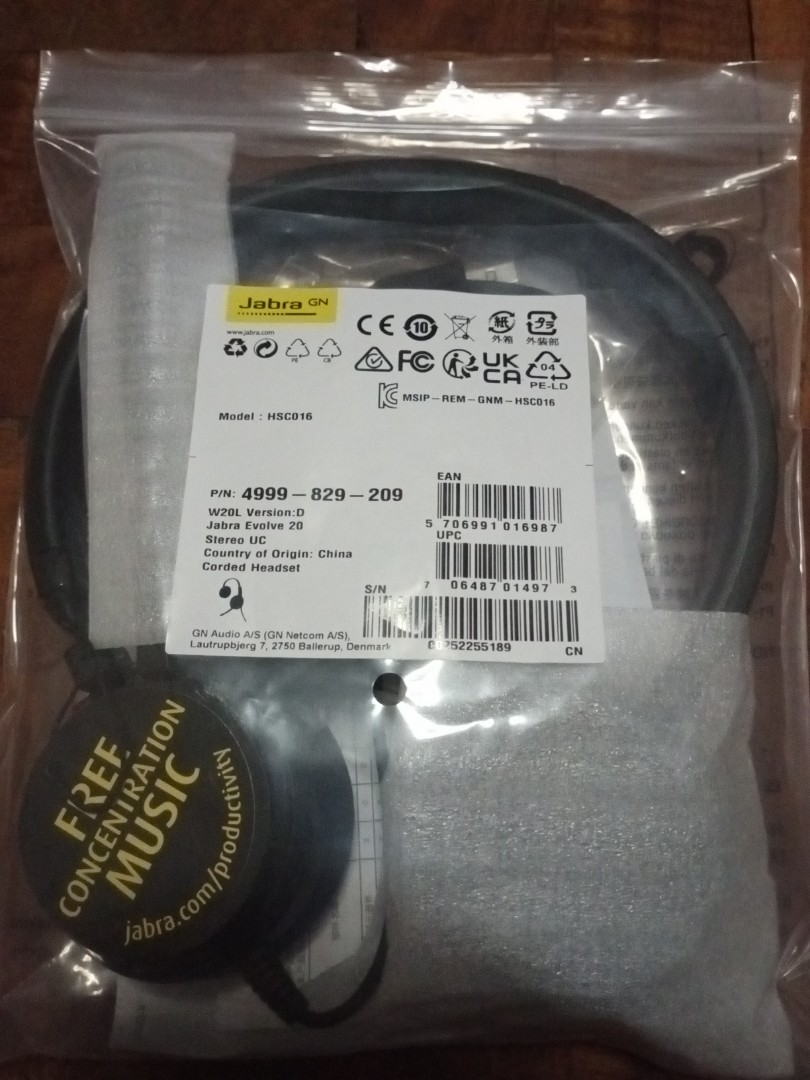 Jabra GN
www.jabra.com
CE 10 紙 プラ
外箱 外装部
PE CB
FC UK CA 04
PE-LD
MSIP-REM-GNM-HSC016
Model : HSC016
P/N: 4999-829-209
W20L Version:D
Jabra Evolve 20
Stereo UC
Country of Origin: China
Corded Headset
EAN
5 706991 016987
UPC
7 06487 01497 3
S/N
CN
GN Audio A/S (GN Netcom A/S),
Lautrupbjerg 7, 2750 Ballerup, Denmark
FREE
CONCENTRATION
MUSIC
jabra.com/productivity